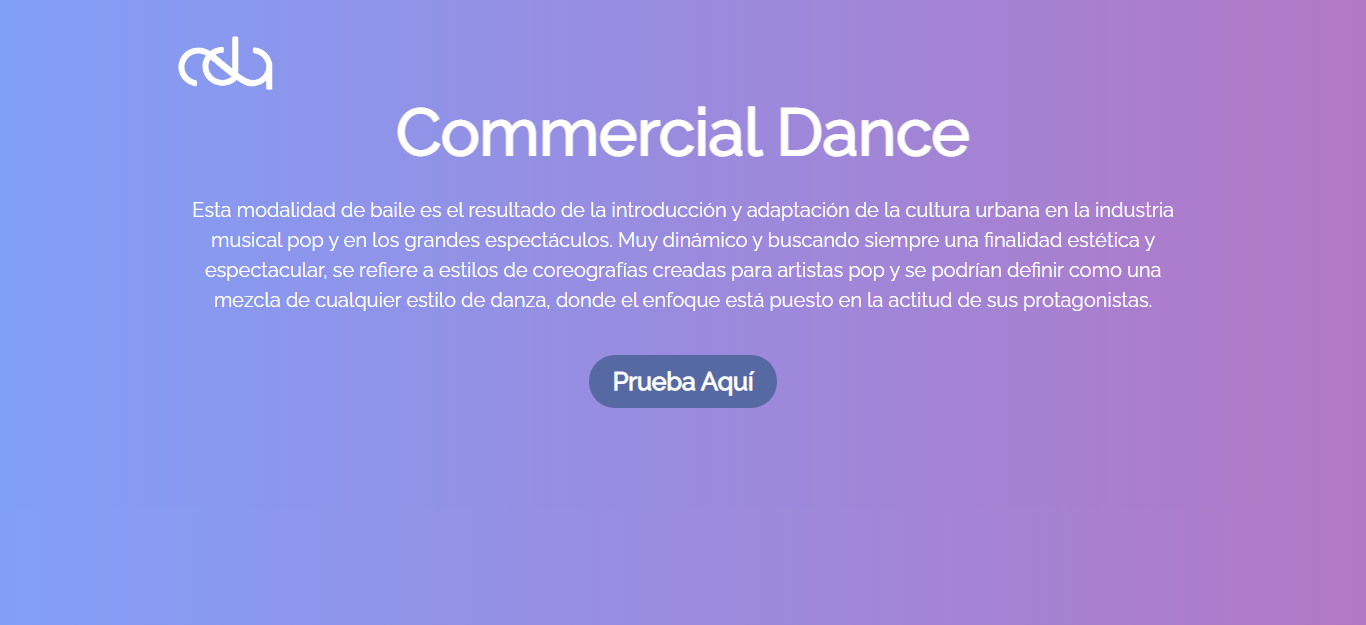 Commercial Dance
Esta modalidad de baile es el resultado de la introducción y adaptación de la cultura urbana en la industria
musical pop y en los grandes espectáculos. Muy dinámico y buscando siempre una finalidad estética y
espectacular, se refiere a estilos de coreografías creadas para artistas pop y se podrían definir como una
mezcla de cualquier estilo de danza, donde el enfoque está puesto en la actitud de sus protagonistas.
Prueba Aquí